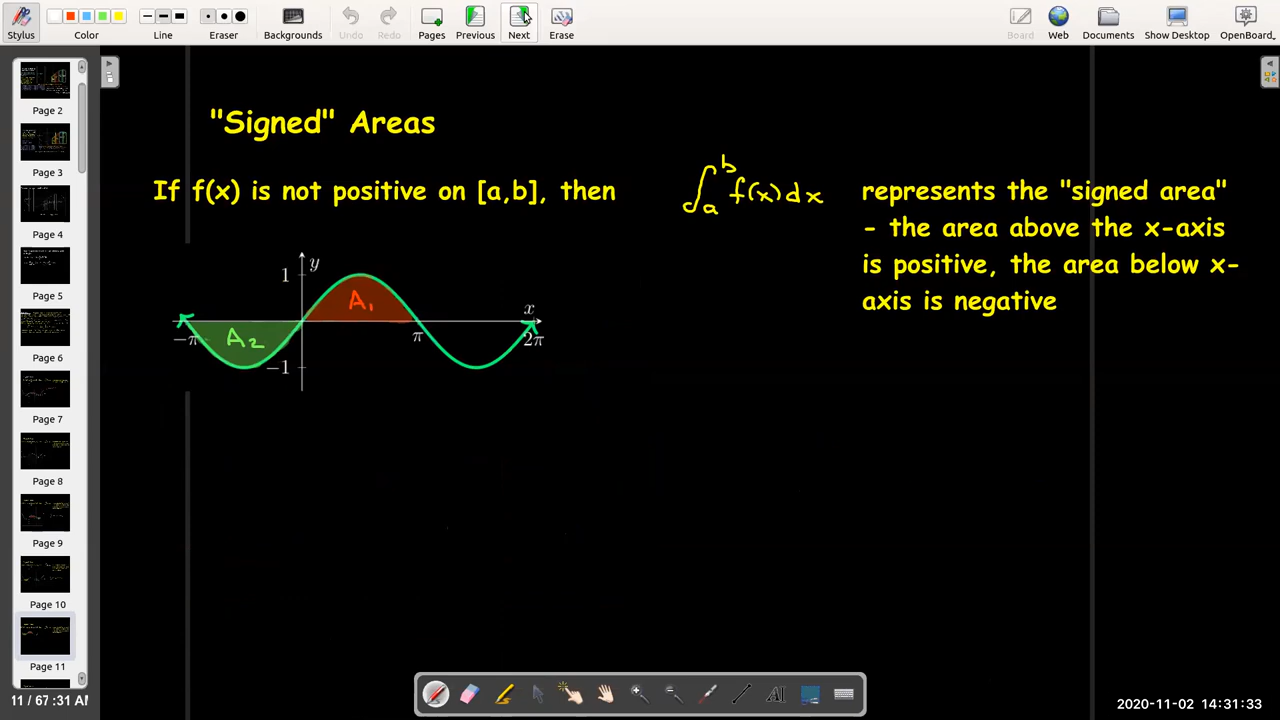 Stylus
Color
Line
Eraser
Backgrounds
Undo
Redo
Pages
Previous
Next
Erase
Board
Web
Documents
Show Desktop
OpenBoard
Page 2
Page 3
Page 4
Page 5
Page 6
Page 7
Page 8
Page 9
Page 10
Page 11
11 / 67:31 AM
"Signed" Areas
If f(x) is not positive on [a,b], then
∫_a^b f(x)dx
represents the "signed area"
- the area above the x-axis
is positive, the area below x-
axis is negative
y
1
A₁
x
−π
A₂
π
2π
−1
AI
2020-11-02 14:31:33